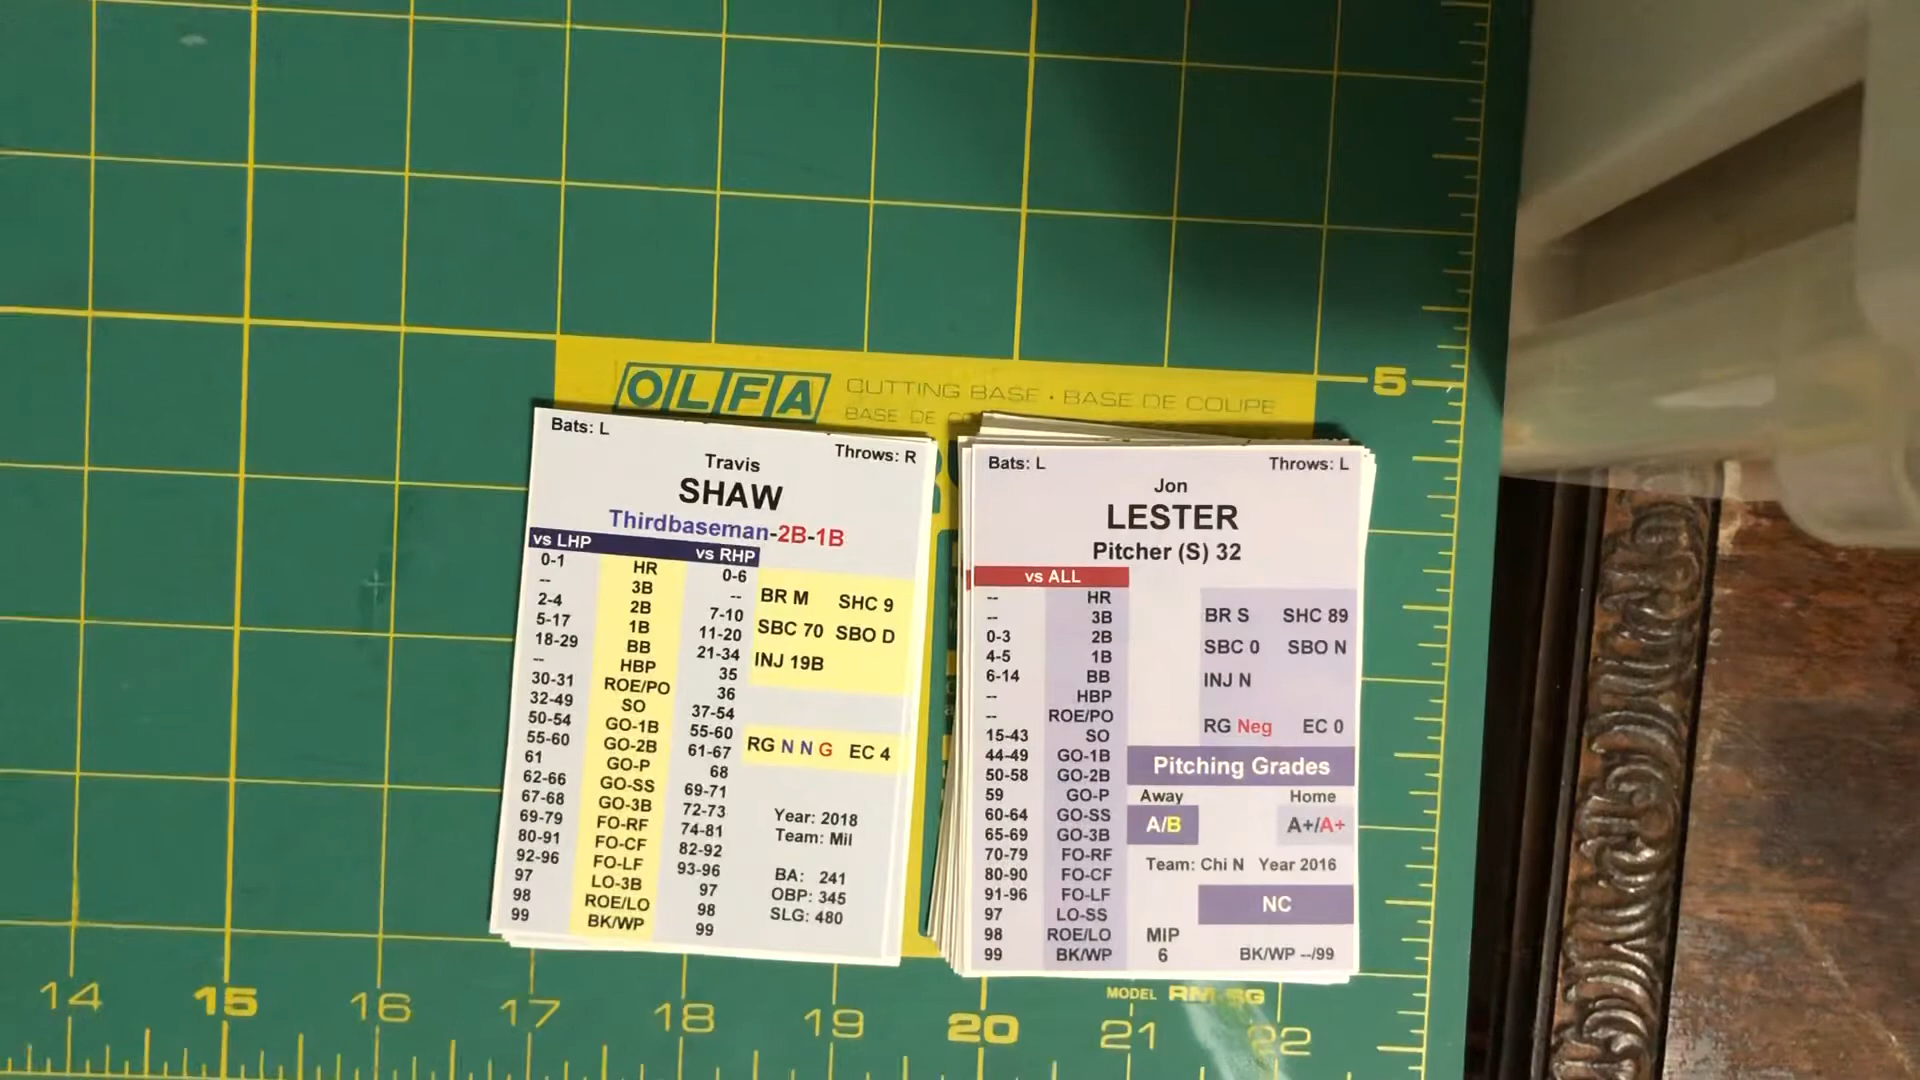 OLFA
CUTTING BASE • BASE DE COUPE
BASE DE
5
Bats: L
Throws: R
Travis
SHAW
Thirdbaseman-2B-1B
vs LHP vs RHP
0-1 HR 0-6
-- 3B --
2-4 2B 7-10
5-17 1B 11-20
18-29 BB 21-34
-- HBP 35
30-31 ROE/PO 36
32-49 SO 37-54
50-54 GO-1B 55-60
55-60 GO-2B 61-67
61 GO-P 68
62-66 GO-SS 69-71
67-68 GO-3B 72-73
69-79 FO-RF 74-81
80-91 FO-CF 82-92
92-96 FO-LF 93-96
97 LO-3B 97
98 ROE/LO 98
99 BK/WP 99
BR M SHC 9
SBC 70 SBO D
INJ 19B
RG N N G EC 4
Year: 2018
Team: Mil
BA: 241
OBP: 345
SLG: 480
Bats: L
Throws: L
Jon
LESTER
Pitcher (S) 32
vs ALL
-- HR
-- 3B
0-3 2B
4-5 1B
6-14 BB
-- HBP
-- ROE/PO
15-43 SO
44-49 GO-1B
50-58 GO-2B
59 GO-P
60-64 GO-SS
65-69 GO-3B
70-79 FO-RF
80-90 FO-CF
91-96 FO-LF
97 LO-SS
98 ROE/LO
99 BK/WP
BR S SHC 89
SBC 0 SBO N
INJ N
RG Neg EC 0
Pitching Grades
Away Home
A/B A+/A+
Team: Chi N Year 2016
NC
MIP
6
BK/WP --/99
MODEL RM-SG
14 15 16 17 18 19 20 21 22